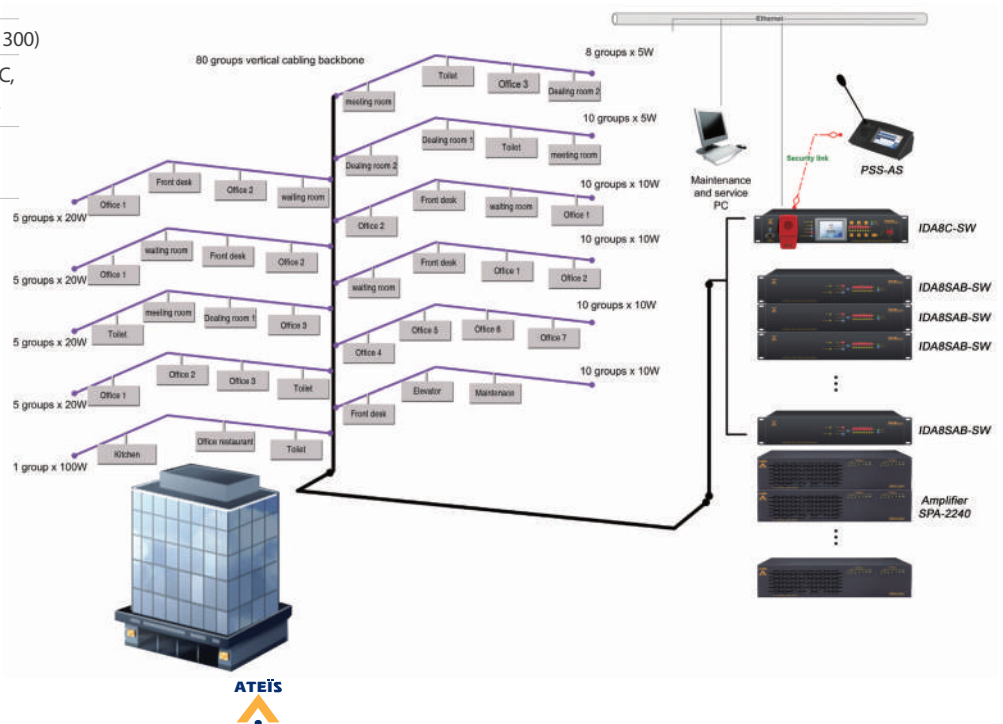 300)
C,
Ethernet
80 groups vertical cabling backbone
8 groups x 5W
Toilet
Office 3
Dealing room 2
meeting room
10 groups x 5W
Dealing room 1
Toilet
meeting room
Dealing room 2
Security link
PSS-AS
Maintenance
and service
PC
Front desk
Office 2
waiting room
Office 1
5 groups x 20W
10 groups x 10W
Front desk
waiting room
Office 1
Office 2
IDA8C-SW
waiting room
Front desk
Office 2
Office 1
5 groups x 20W
10 groups x 10W
Front desk
Office 1
Office 2
waiting room
IDA8SAB-SW
IDA8SAB-SW
IDA8SAB-SW
meeting room
Dealing room 1
Office 3
Toilet
5 groups x 20W
10 groups x 10W
Office 5
Office 6
Office 7
Office 4
Office 2
Office 3
Toilet
Office 1
5 groups x 20W
10 groups x 10W
Elevator
Maintenace
Front desk
IDA8SAB-SW
Kitchen
Office restaurant
Toilet
1 group x 100W
Amplifier
SPA-2240
ATEÏS